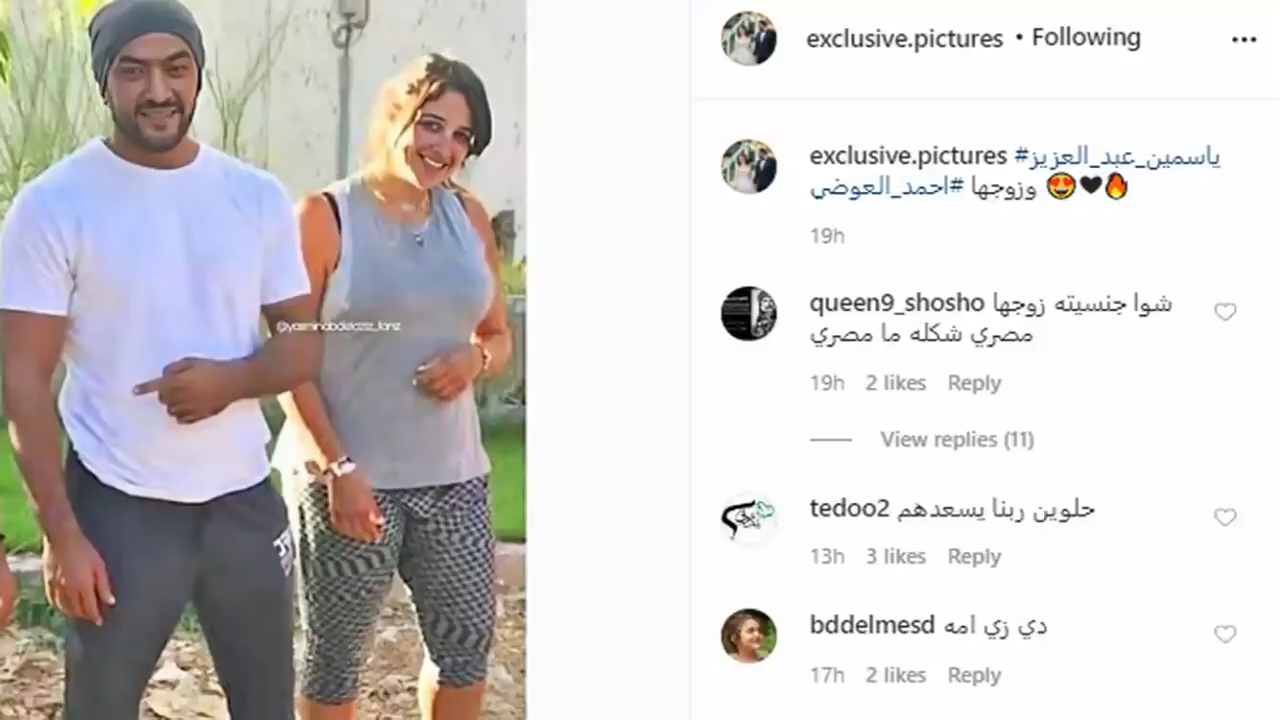 exclusive.pictures • Following
exclusive.pictures #ياسمين_عبد_العزيز
وزوجها #احمد_العوضي 😍🖤🔥
19h
queen9_shosho شوا جنسيته زوجها
مصري شكله ما مصري
19h 2 likes Reply
View replies (11)
tedoo2 حلوين ربنا يسعدهم
13h 3 likes Reply
bddelmesd دي زي امه
17h 2 likes Reply
@yasminabdelaziz_fanz